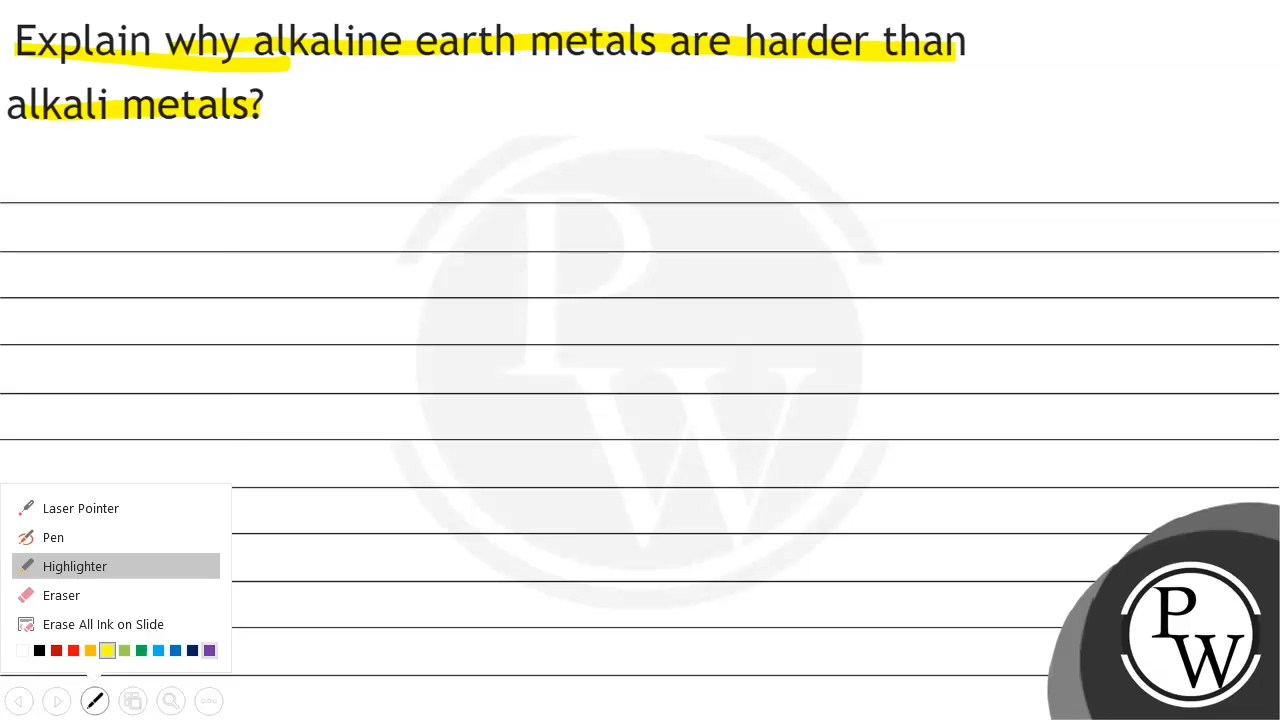 Explain why alkaline earth metals are harder than
alkali metals?
P
W
Laser Pointer
Pen
Highlighter
Eraser
Erase All Ink on Slide
P
W